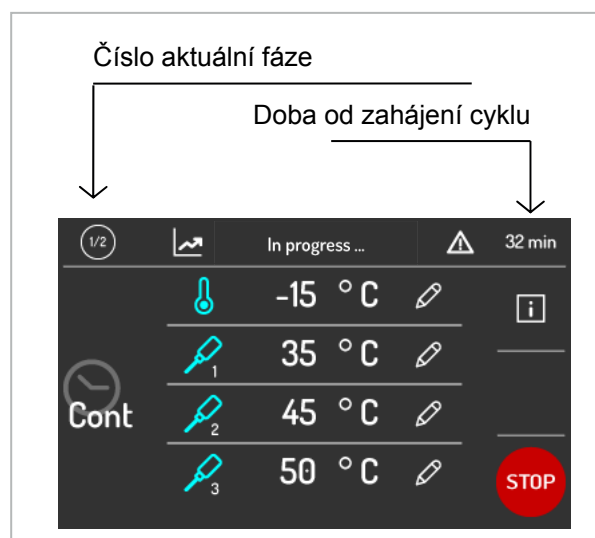 Číslo aktuální fáze
Doba od zahájení cyklu
1/2 In progress ... 32 min
-15 °C
i
35 °C
1
Cont
45 °C
2
50 °C
3
STOP